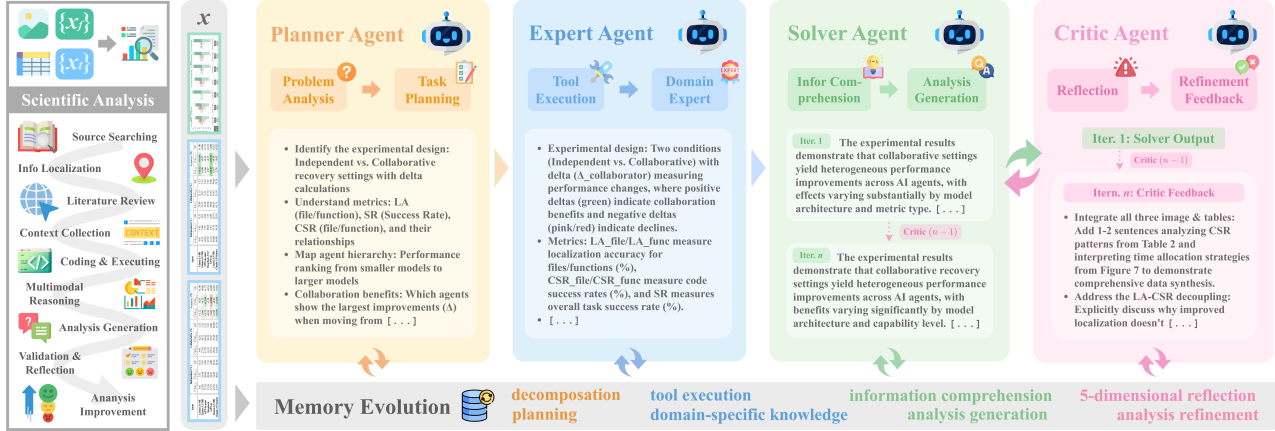 {x_f}
{x_t}
Scientific Analysis
Source Searching
Info Localization
Literature Review
Context Collection
CONTEXT
Coding & Executing
Multimodal
Reasoning
Analysis Generation
Validation &
Reflection
Ananysis
Improvement
x
Planner Agent
Problem
Analysis
Task
Planning
• Identify the experimental design:
Independent vs. Collaborative
recovery settings with delta
calculations
• Understand metrics: LA
(file/function), SR (Success Rate),
CSR (file/function), and their
relationships
• Map agent hierarchy: Performance
ranking from smaller models to
larger models
• Collaboration benefits: Which agents
show the largest improvements (Δ)
when moving from [ . . . ]
Expert Agent
Tool
Execution
EXPERT
Domain
Expert
• Experimental design: Two conditions
(Independent vs. Collaborative) with
delta (Δ_collaborator) measuring
performance changes, where positive
deltas (green) indicate collaboration
benefits and negative deltas
(pink/red) indicate declines.
• Metrics: LA_file/LA_func measure
localization accuracy for
files/functions (%),
CSR_file/CSR_func measure code
success rates (%), and SR measures
overall task success rate (%).
• [ . . . ]
Solver Agent
Infor Com-
prehension
Q A
Analysis
Generation
Iter. 1 The experimental results
demonstrate that collaborative settings
yield heterogeneous performance
improvements across AI agents, with
effects varying substantially by model
architecture and metric type. [ . . . ]
Critic (n−1)
Iter. n The experimental results
demonstrate that collaborative recovery
settings yield heterogeneous performance
improvements across AI agents, with
benefits varying significantly by model
architecture and capability level. [ . . . ]
Critic Agent
Reflection
Refinement
Feedback
Iter. 1: Solver Output
Critic (n−1)
Itern. n: Critic Feedback
• Integrate all three image & tables:
Add 1-2 sentences analyzing CSR
patterns from Table 2 and
interpreting time allocation strategies
from Figure 7 to demonstrate
comprehensive data synthesis.
• Address the LA-CSR decoupling:
Explicitly discuss why improved
localization doesn't [ . . . ]
Memory Evolution
decomposition
planning
tool execution
domain-specific knowledge
information comprehension
analysis generation
5-dimensional reflection
analysis refinement